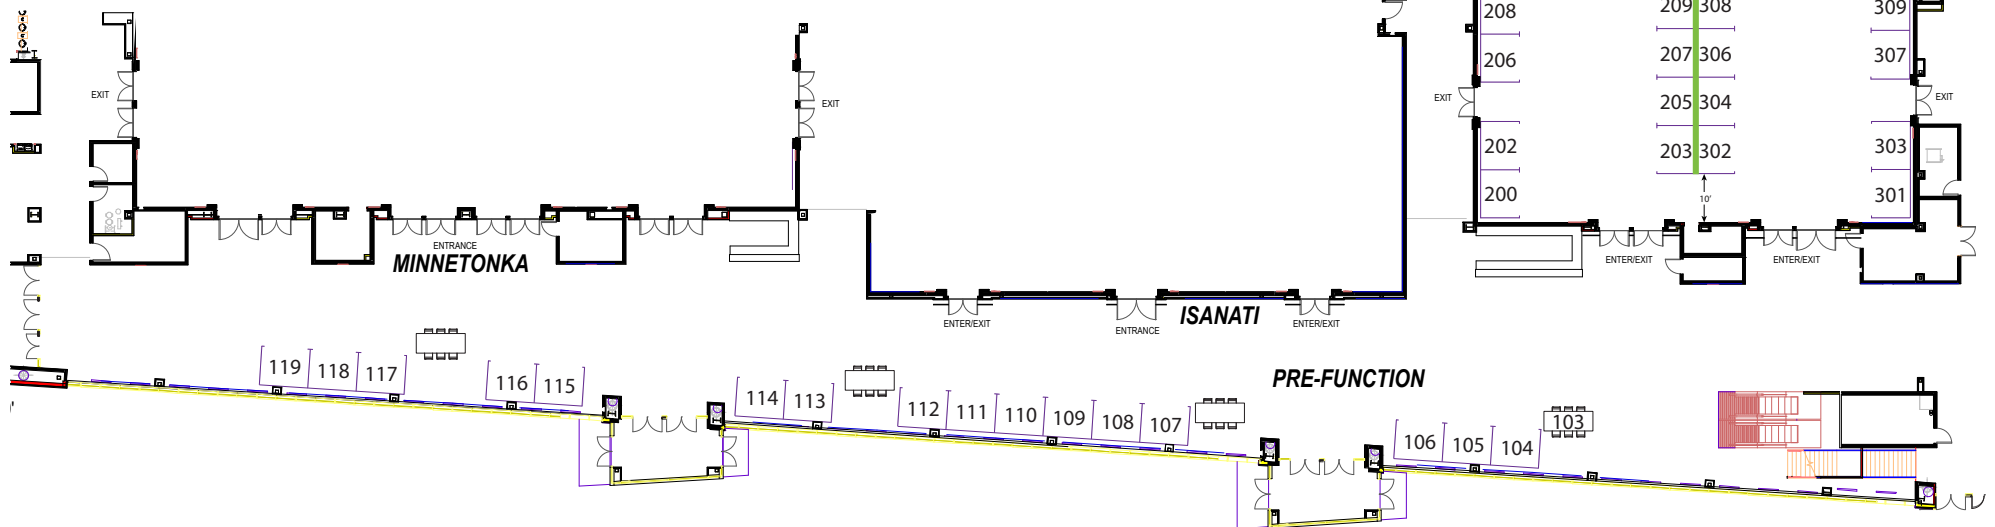 208
209 308
309
206
207 306
307
EXIT
EXIT
EXIT
205 304
EXIT
202
203 302
303
200
10'
301
ENTRANCE
MINNETONKA
ENTER/EXIT
ENTER/EXIT
ENTER/EXIT
ENTRANCE
ISANATI
ENTER/EXIT
PRE-FUNCTION
119 118 117
116 115
114 113
112 111 110 109 108 107
106 105 104
103